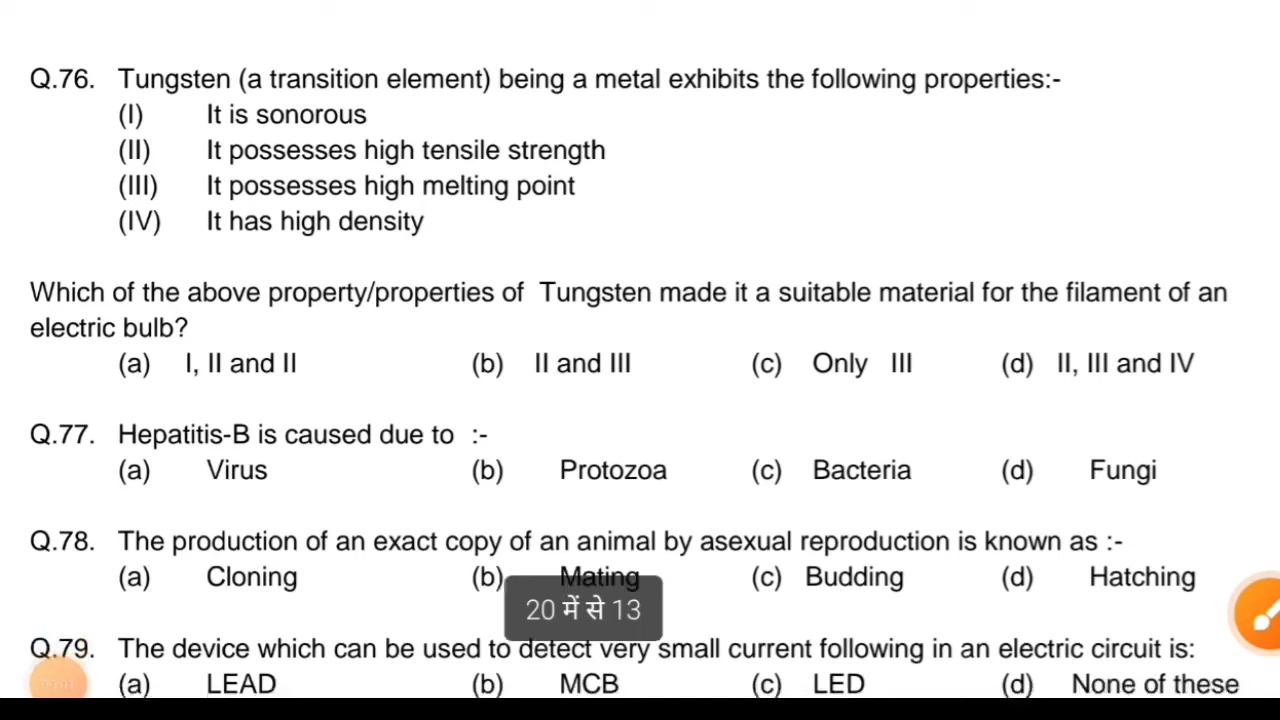 Q.76. Tungsten (a transition element) being a metal exhibits the following properties:-
(I) It is sonorous
(II) It possesses high tensile strength
(III) It possesses high melting point
(IV) It has high density
Which of the above property/properties of Tungsten made it a suitable material for the filament of an
electric bulb?
(a) I, II and II (b) II and III (c) Only III (d) II, III and IV
Q.77. Hepatitis-B is caused due to :-
(a) Virus (b) Protozoa (c) Bacteria (d) Fungi
Q.78. The production of an exact copy of an animal by asexual reproduction is known as :-
(a) Cloning (b) Mating (c) Budding (d) Hatching
20 में से 13
Q.79. The device which can be used to detect very small current following in an electric circuit is:
(a) LEAD (b) MCB (c) LED (d) None of these